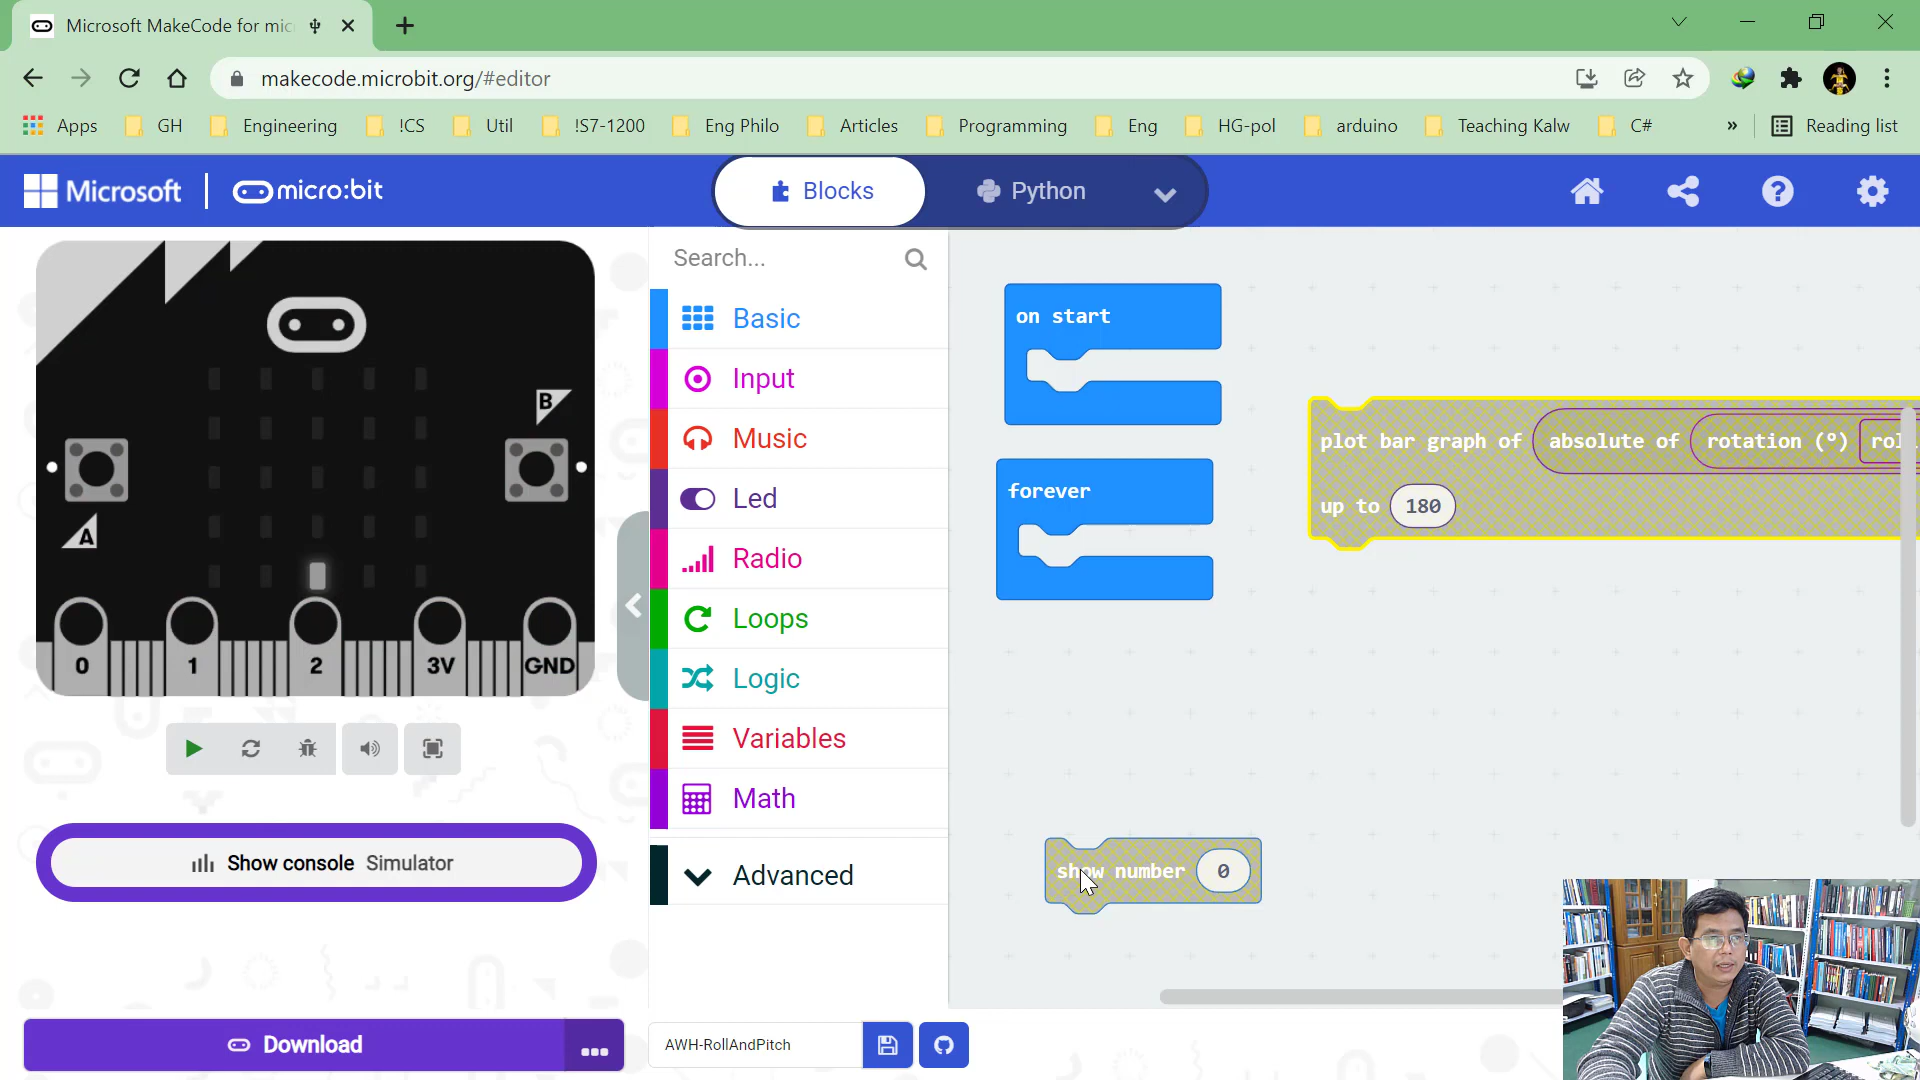 Microsoft MakeCode for mic
makecode.microbit.org/#editor
Apps GH Engineering !CS Util !S7-1200 Eng Philo Articles Programming Eng HG-pol arduino Teaching Kalw C# » Reading list
Microsoft micro:bit Blocks Python
Search...
Basic
Input
Music
Led
Radio
Loops
Logic
Variables
Math
Advanced
B
A
0 1 2 3V GND
Show console Simulator
Download ...
AWH-RollAndPitch
on start
forever
plot bar graph of absolute of rotation (°) rol
up to 180
show number 0